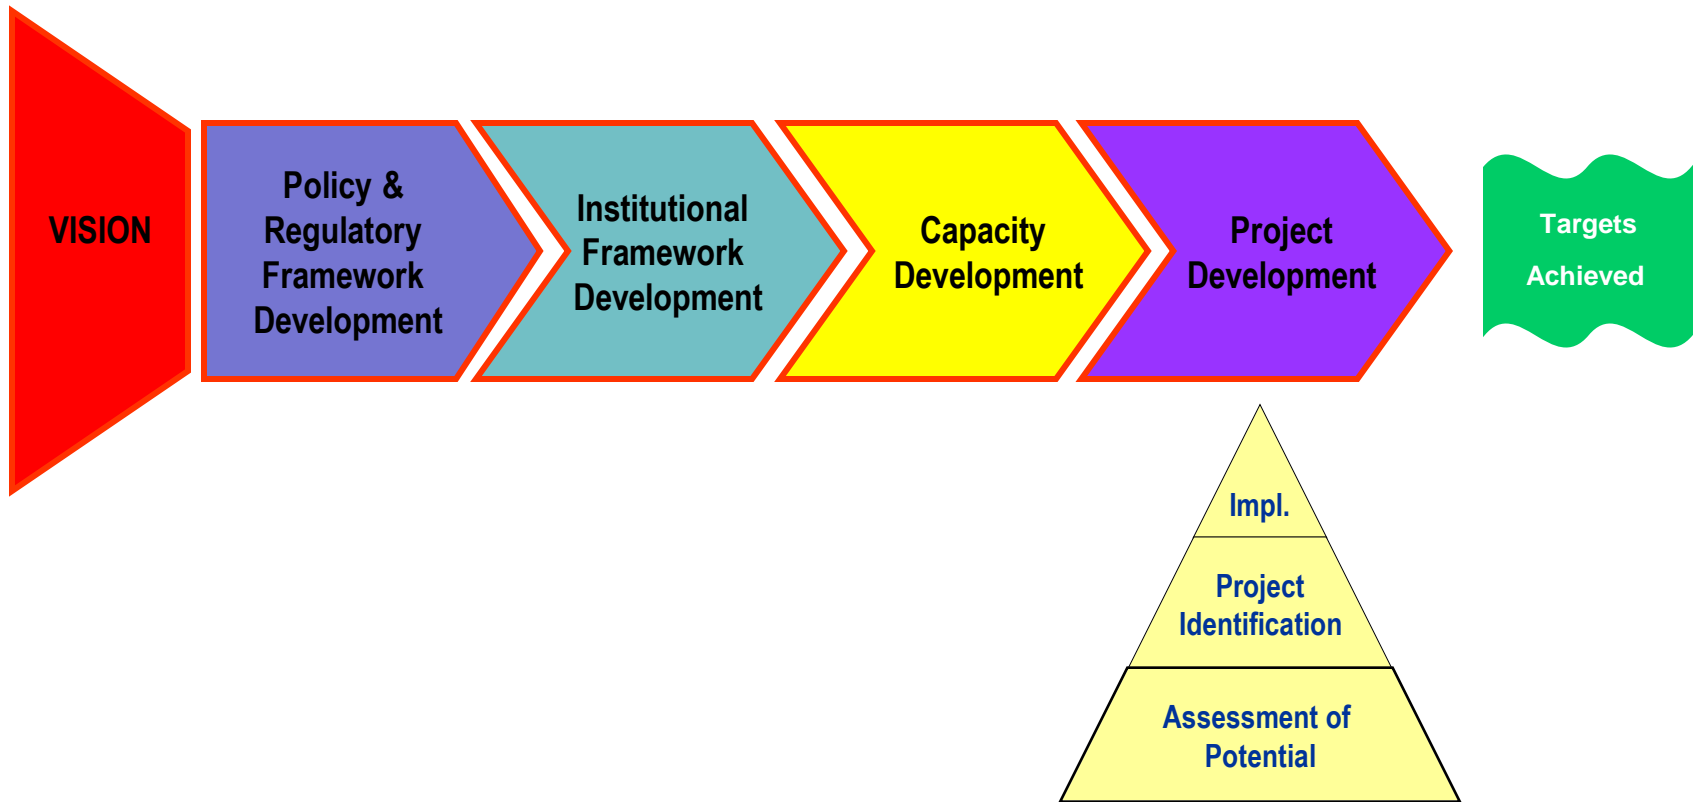 VISION
Policy &
Regulatory
Framework
Development
Institutional
Framework
Development
Capacity
Development
Project
Development
Targets
Achieved
Impl.
Project
Identification
Assessment of
Potential